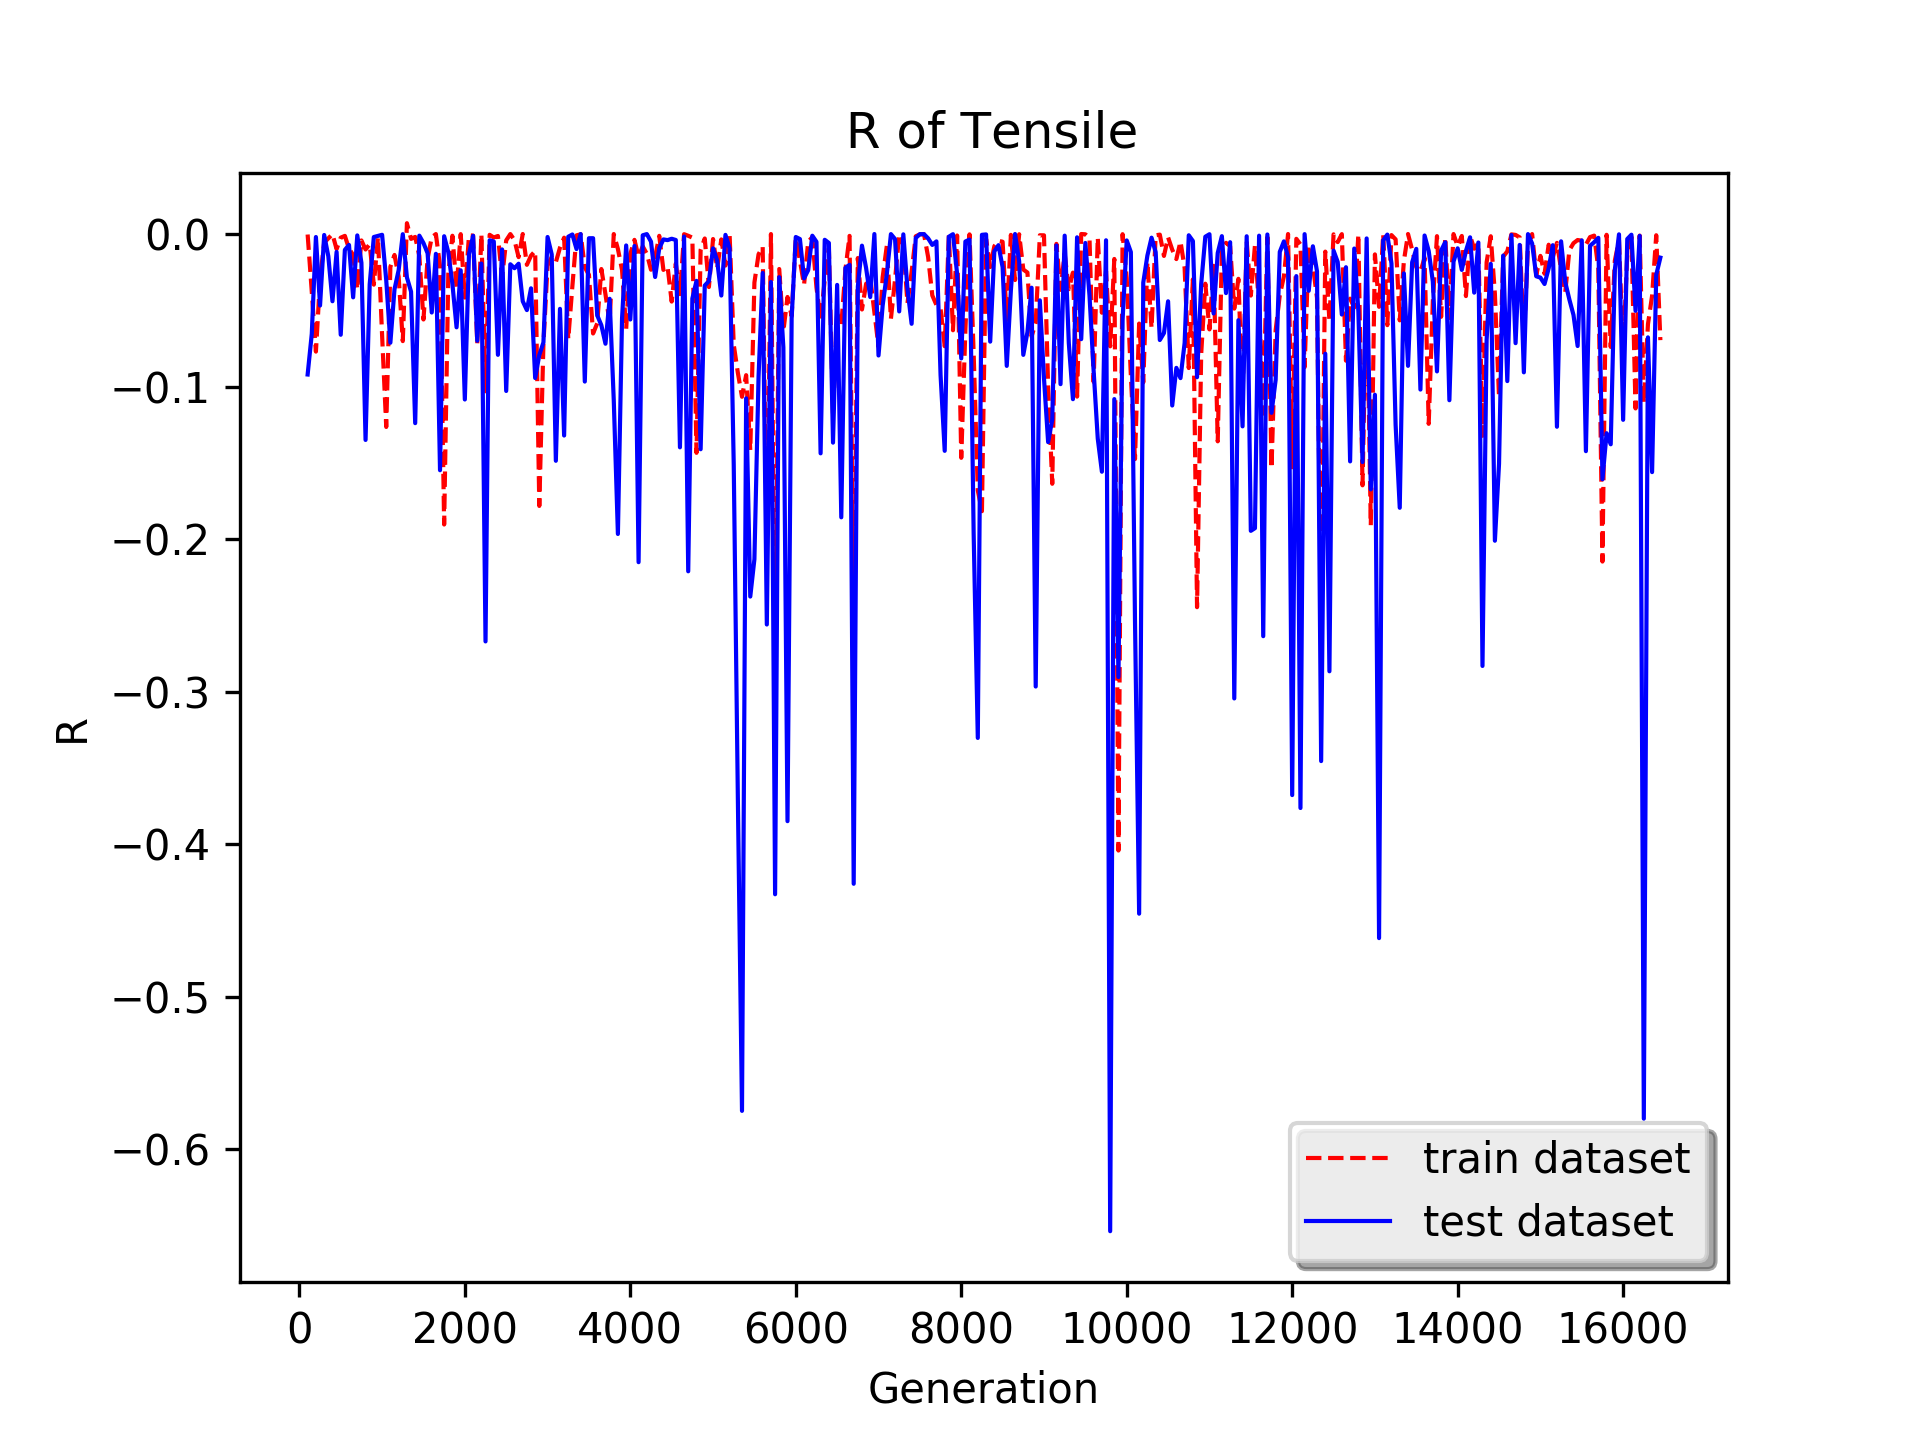 R of Tensile
0.0
−0.1
−0.2
−0.3
−0.4
−0.5
−0.6
R
train dataset
test dataset
0 2000 4000 6000 8000 10000 12000 14000 16000
Generation